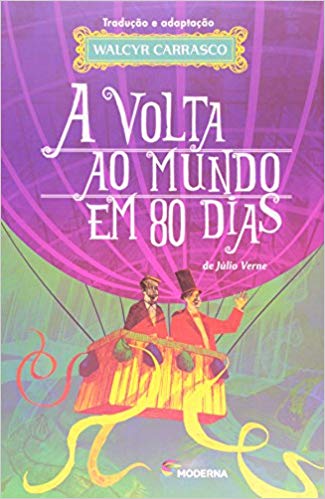 Tradução e adaptação
WALCYR CARRASCO
A VOLTA
AO MUNDO
EM 80 DIAS
de Júlio Verne
MODERNA